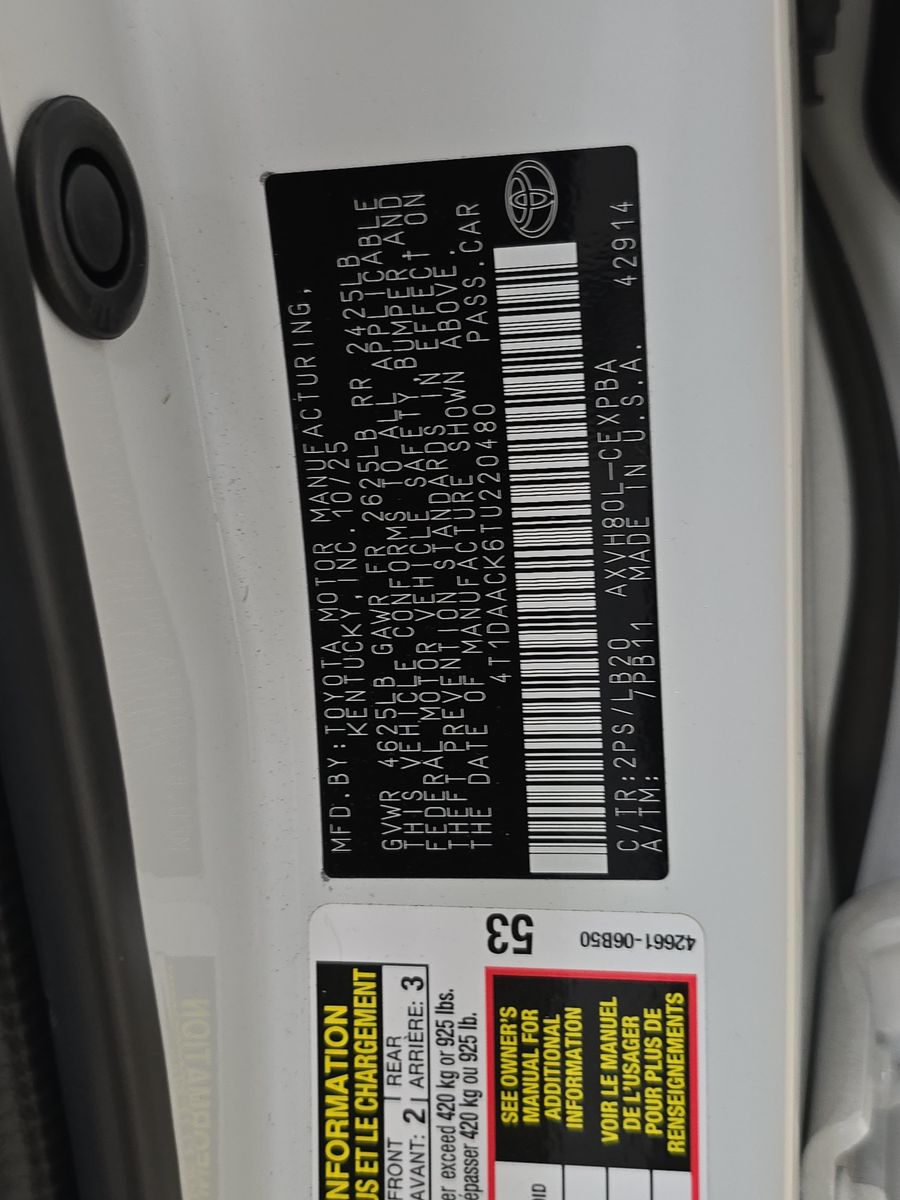 MFD.BY:TOYOTA MOTOR MANUFACTURING,
KENTUCKY,INC. 10/25
GVWR 4625LB GAWR FR 2625LB RR 2425LB
THIS VEHICLE CONFORMS TO ALL APPLICABLE
FEDERAL MOTOR VEHICLE SAFETY, BUMPER, AND
THEFT PREVENTION STANDARDS IN EFFECT ON
THE DATE OF MANUFACTURE SHOWN ABOVE.
4T1DAACK6TU220480 PASS.CAR
C/TR:2PS/LB20 AXVH80L-CEXPBA
A/TM: 7PB11 MADE IN U.S.A. 42914
53
42661-06B50
NFORMATION
US ET LE CHARGEMENT
FRONT
AVANT: 2
REAR
ARRIÈRE: 3
er exceed 420 kg or 925 lbs.
épasser 420 kg ou 925 lb.
SEE OWNER'S
MANUAL FOR
ADDITIONAL
INFORMATION
VOIR LE MANUEL
DE L'USAGER
POUR PLUS DE
RENSEIGNEMENTS